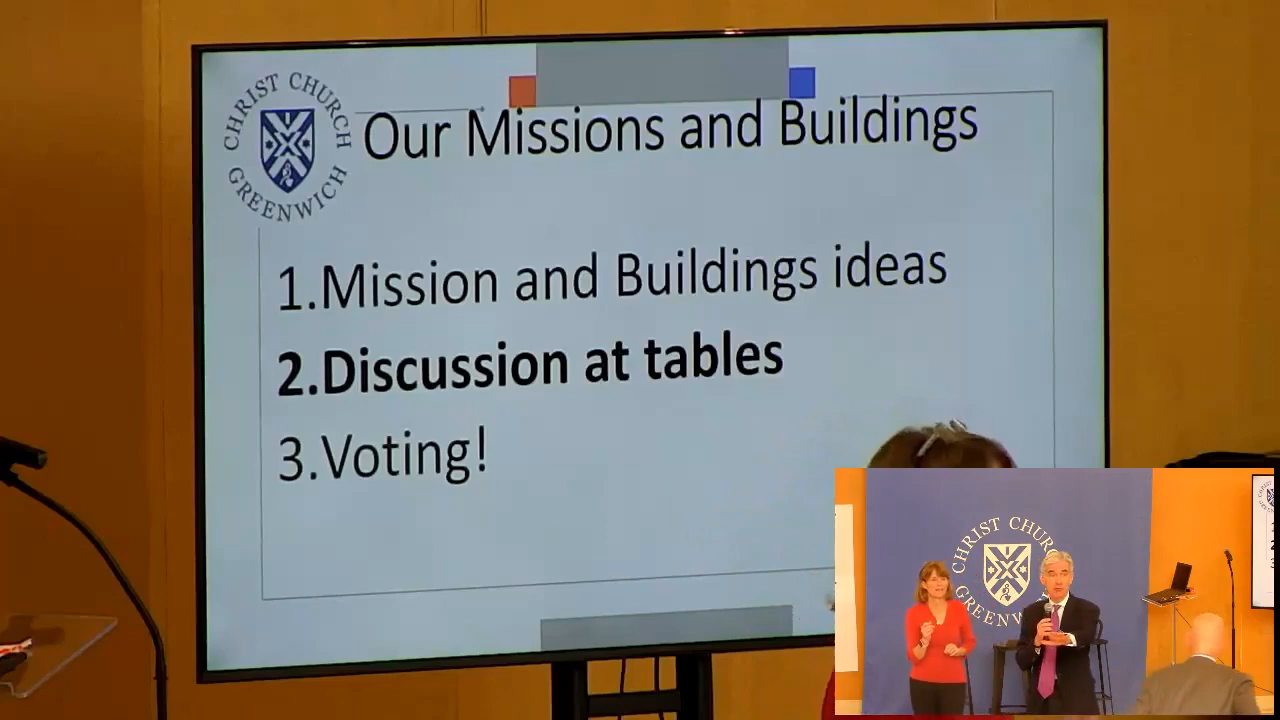 CHRIST CHURCH
GREENWICH
Our Missions and Buildings
1.Mission and Buildings ideas
2.Discussion at tables
3.Voting!
CHRIST CHURCH
GREENWICH